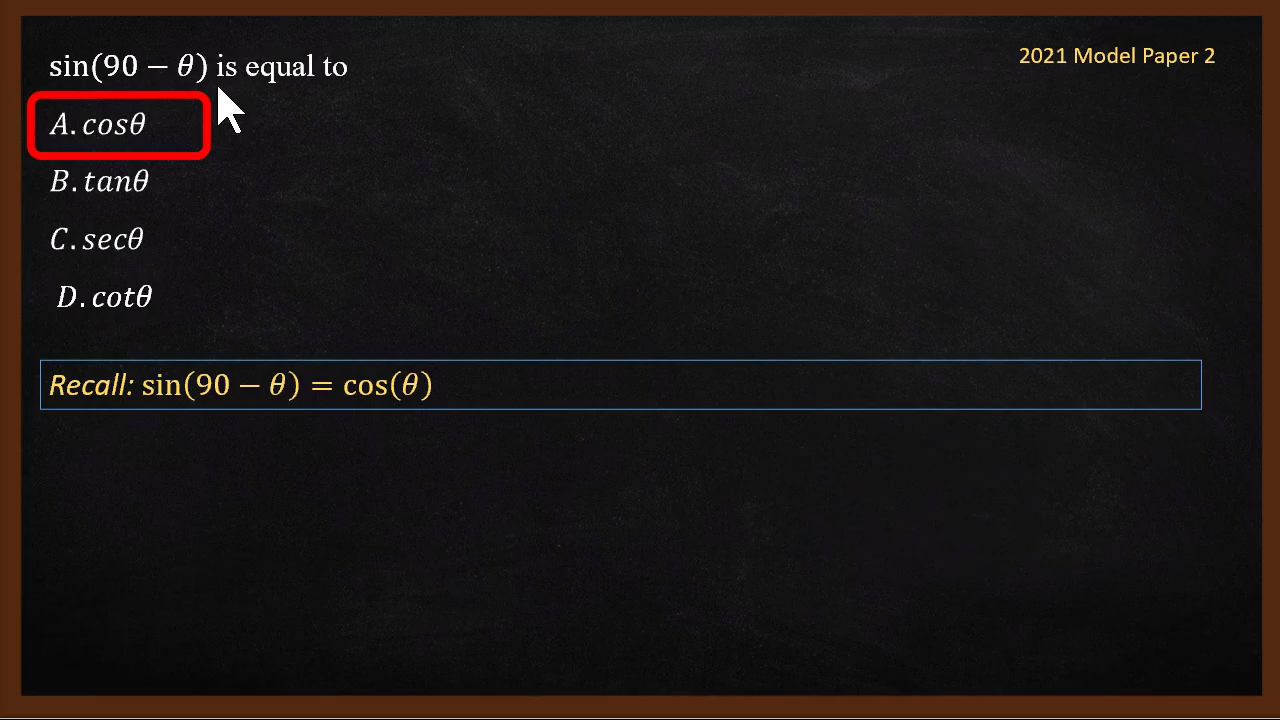 sin(90 − θ) is equal to
2021 Model Paper 2
A. cosθ
B. tanθ
C. secθ
D. cotθ
Recall: sin(90 − θ) = cos(θ)